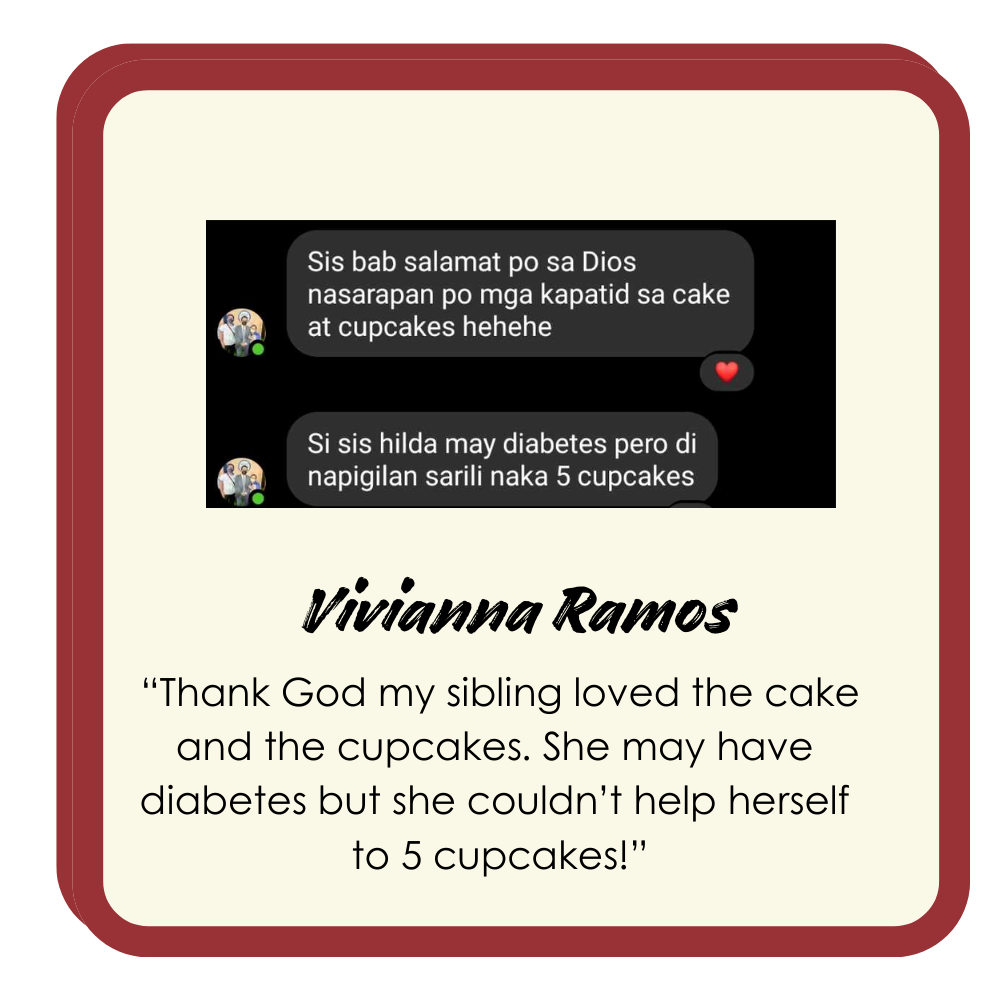 Sis bab salamat po sa Dios
nasarapan po mga kapatid sa cake
at cupcakes hehehe
Si sis hilda may diabetes pero di
napigilan sarili naka 5 cupcakes
Vivianna Ramos
“Thank God my sibling loved the cake
and the cupcakes. She may have
diabetes but she couldn’t help herself
to 5 cupcakes!”